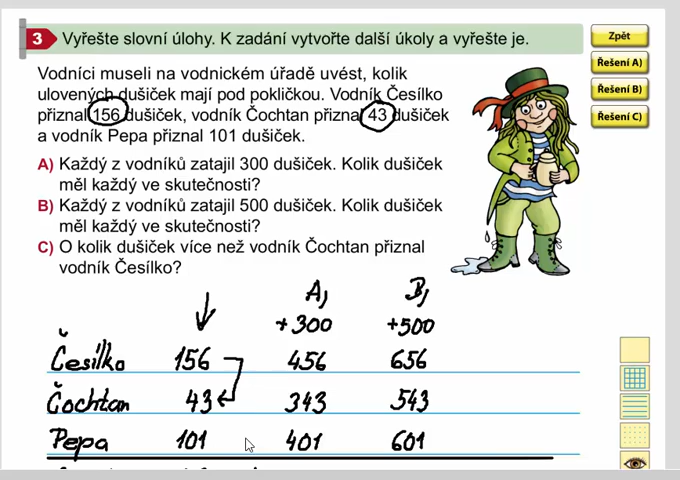 3 Vyřešte slovní úlohy. K zadání vytvořte další úkoly a vyřešte je.
Zpět
Řešení A)
Řešení B)
Řešení C)
Vodníci museli na vodnickém úřadě uvést, kolik
ulovených dušiček mají pod pokličkou. Vodník Česílko
přiznal 156 dušiček, vodník Čochtan přiznal 43 dušiček
a vodník Pepa přiznal 101 dušiček.
A) Každý z vodníků zatajil 300 dušiček. Kolik dušiček
měl každý ve skutečnosti?
B) Každý z vodníků zatajil 500 dušiček. Kolik dušiček
měl každý ve skutečnosti?
C) O kolik dušiček více než vodník Čochtan přiznal
vodník Česílko?
A) B)
+300 +500
Česílko 156 456 656
Čochtan 43 343 543
Pepa 101 401 601